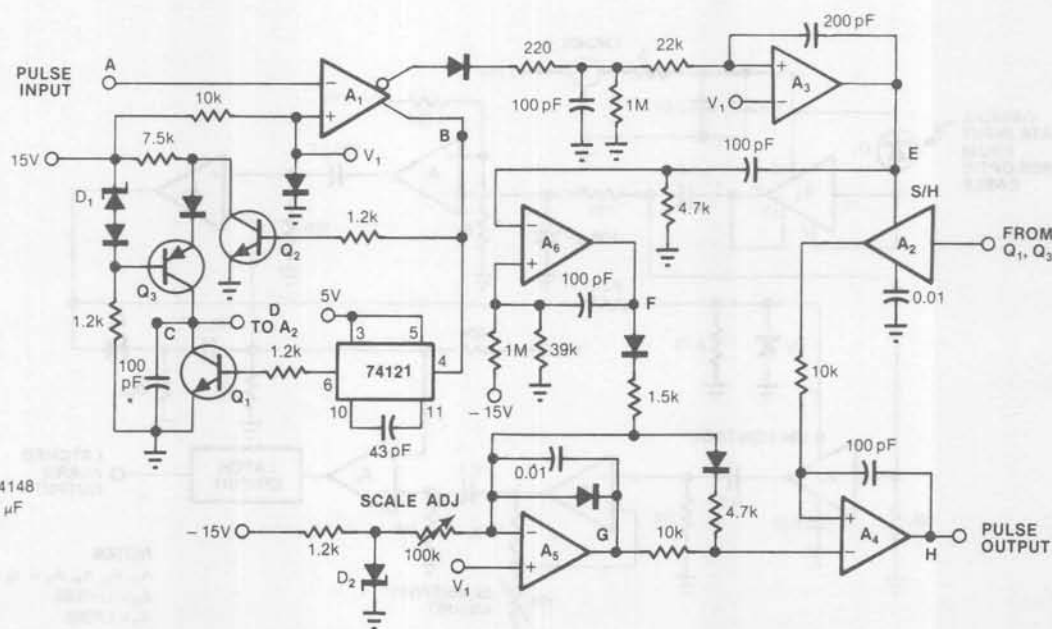 200 pF
PULSE
INPUT
A
220
22k
A₁
A₃
10k
100 pF
1M
V₁
B
7.5k
15V
V₁
100 pF
E
D₁
4.7k
S/H
1.2k
A₆
A₂
FROM
Q₁, Q₃
Q₂
Q₃
100 pF
F
0.01
D
TO A₂
5V
1.2k
C
3
5
1M
39k
1.2k
4
100
pF
74121
6
-15V
10k
Q₁
1.5k
10
11
43 pF
100 pF
0.01
4148
µF
SCALE ADJ
4.7k
-15V
G
10k
1.2k
100k
A₅
A₄
PULSE
OUTPUT
H
V₁
D₂
+
-